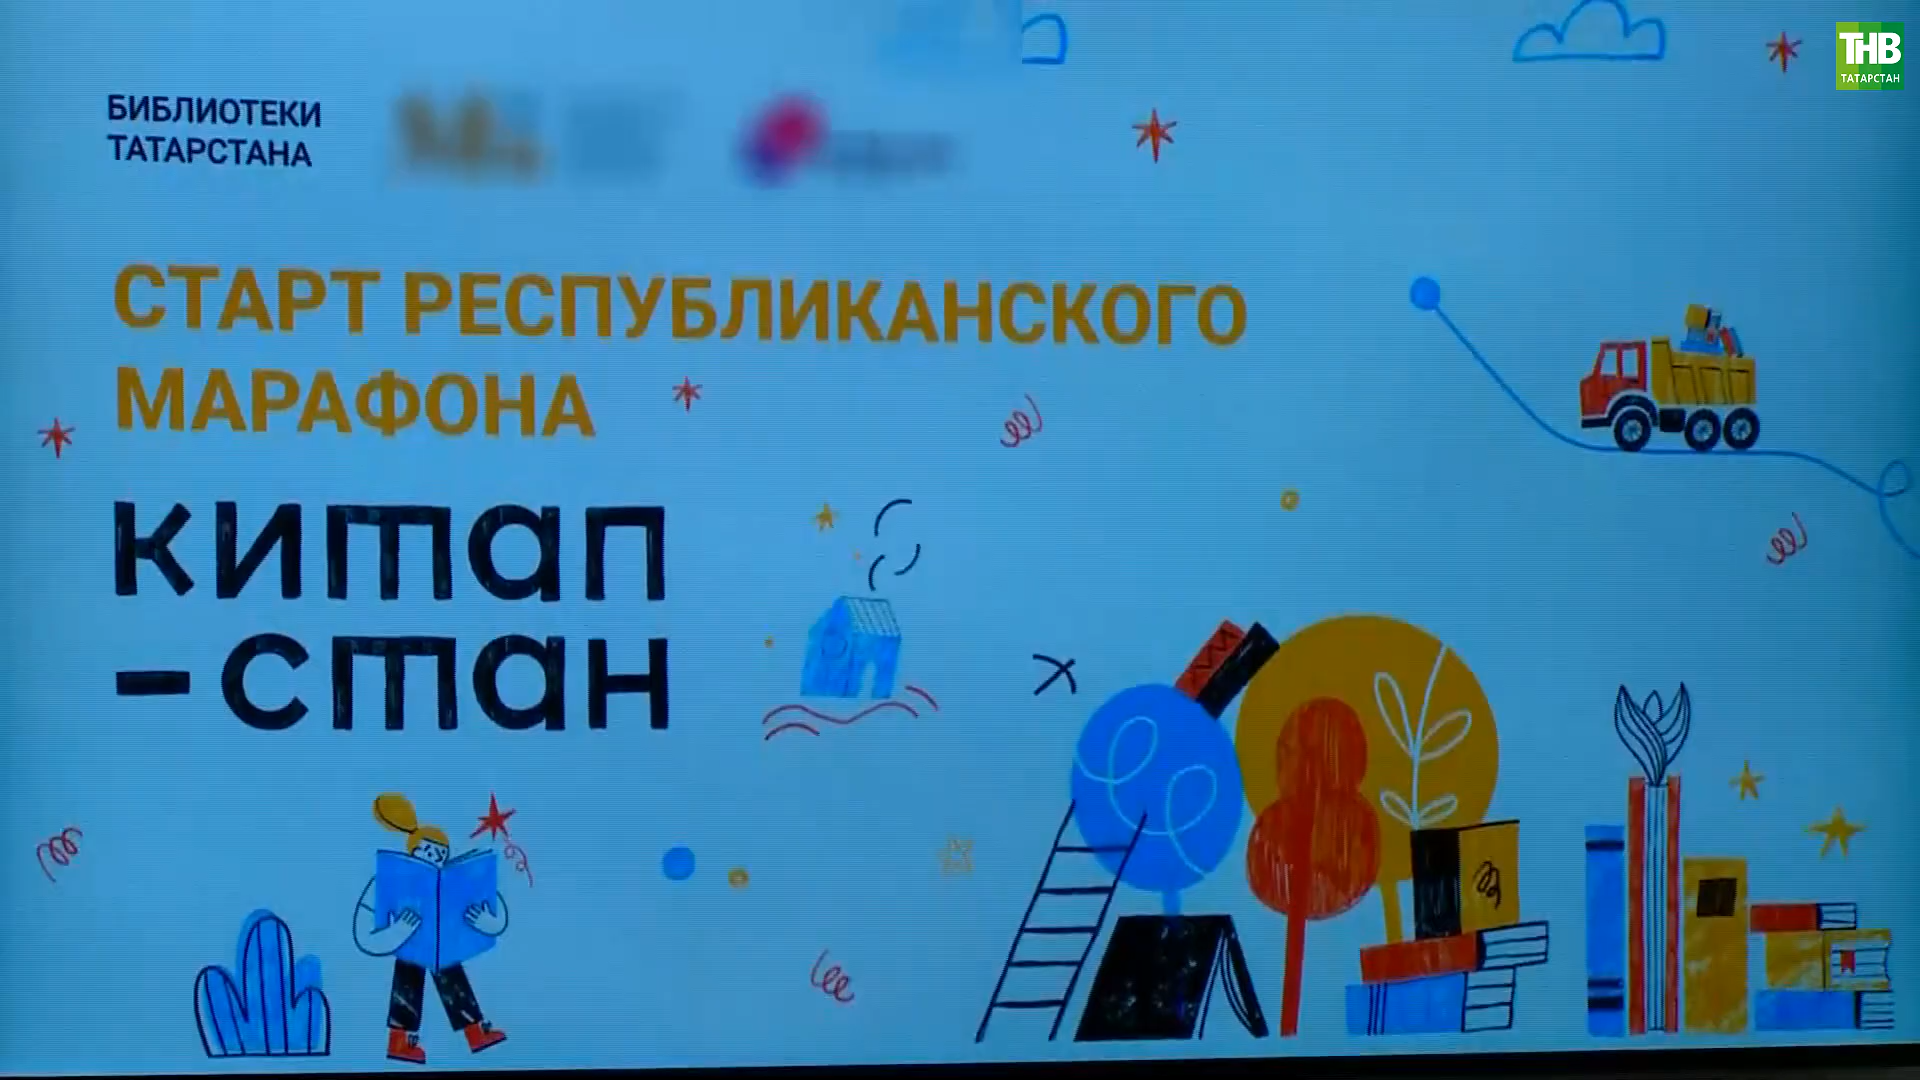 БИБЛИОТЕКИ
ТАТАРСТАНА
ТНВ
ТАТАРСТАН
СТАРТ РЕСПУБЛИКАНСКОГО
МАРАФОНА
китап
-стан